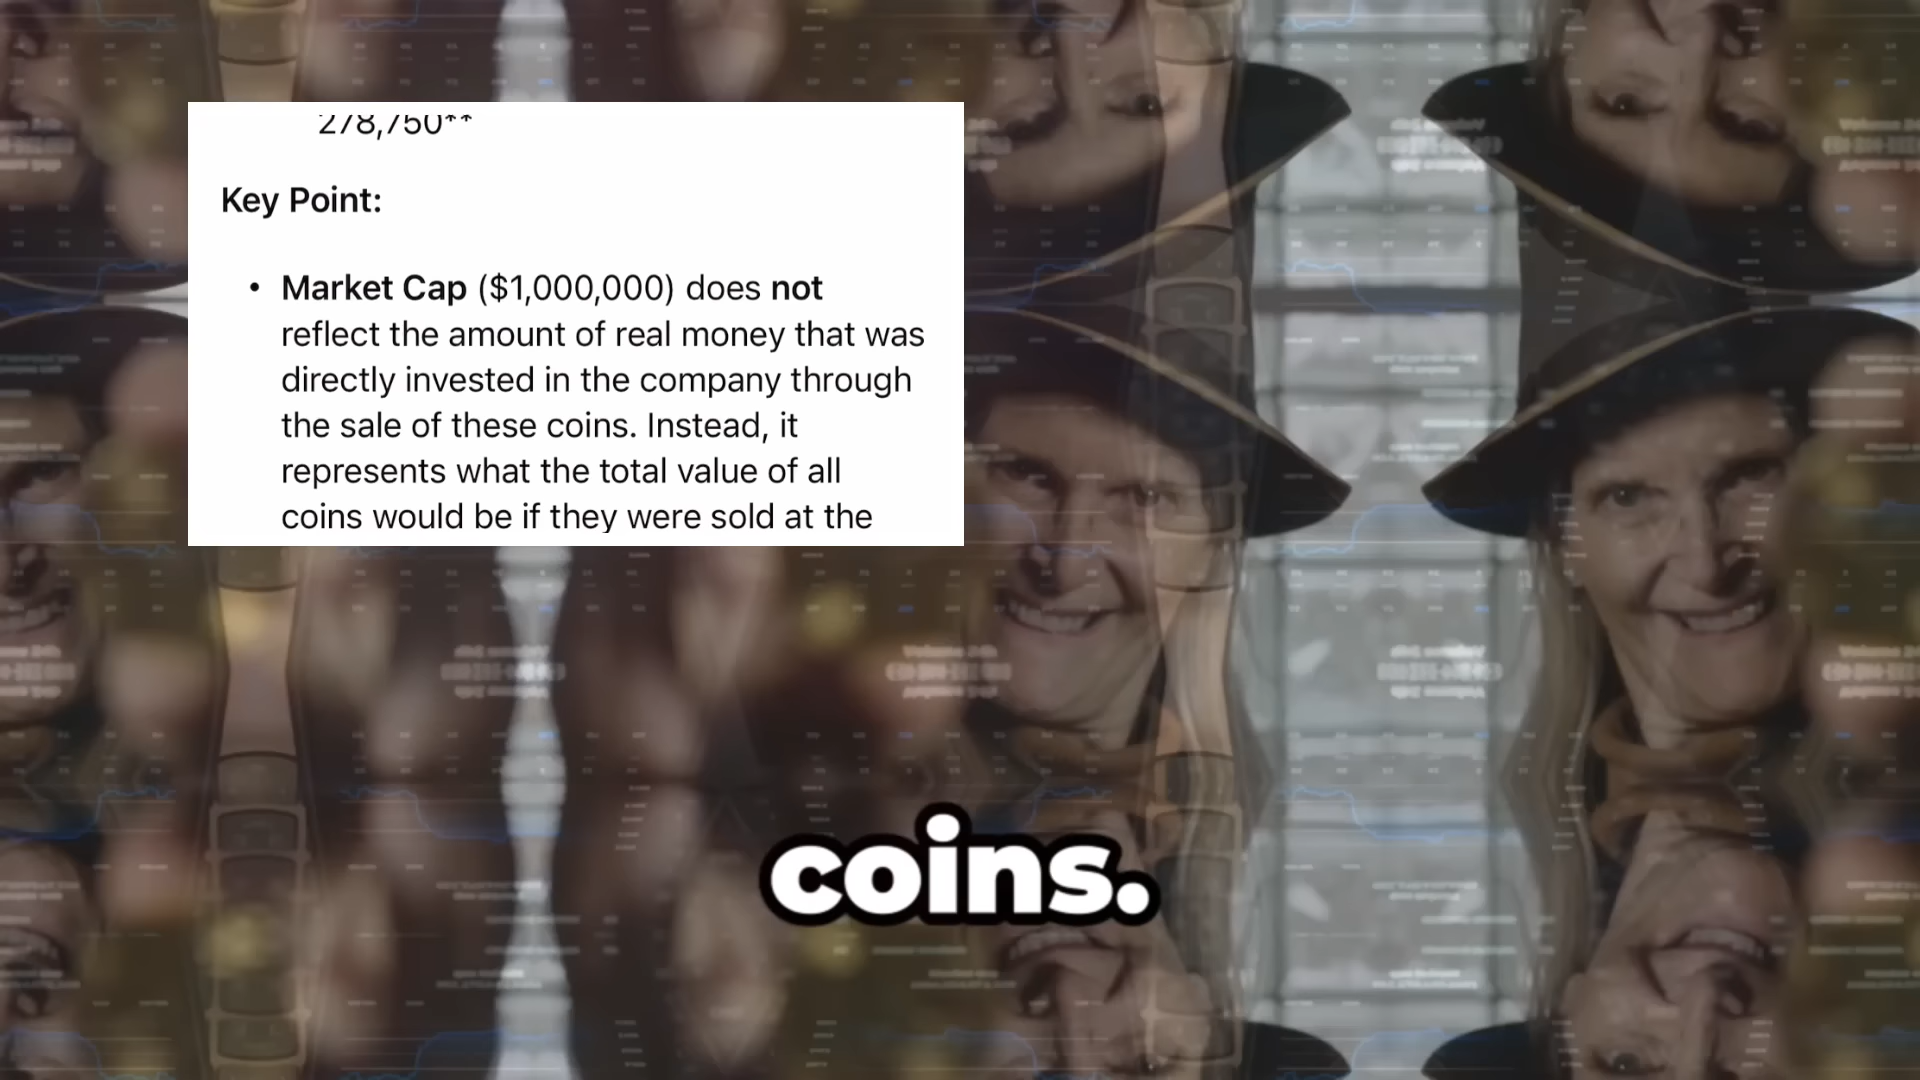 278,750**
Key Point:
• Market Cap ($1,000,000) does not
reflect the amount of real money that was
directly invested in the company through
the sale of these coins. Instead, it
represents what the total value of all
coins would be if they were sold at the
coins.